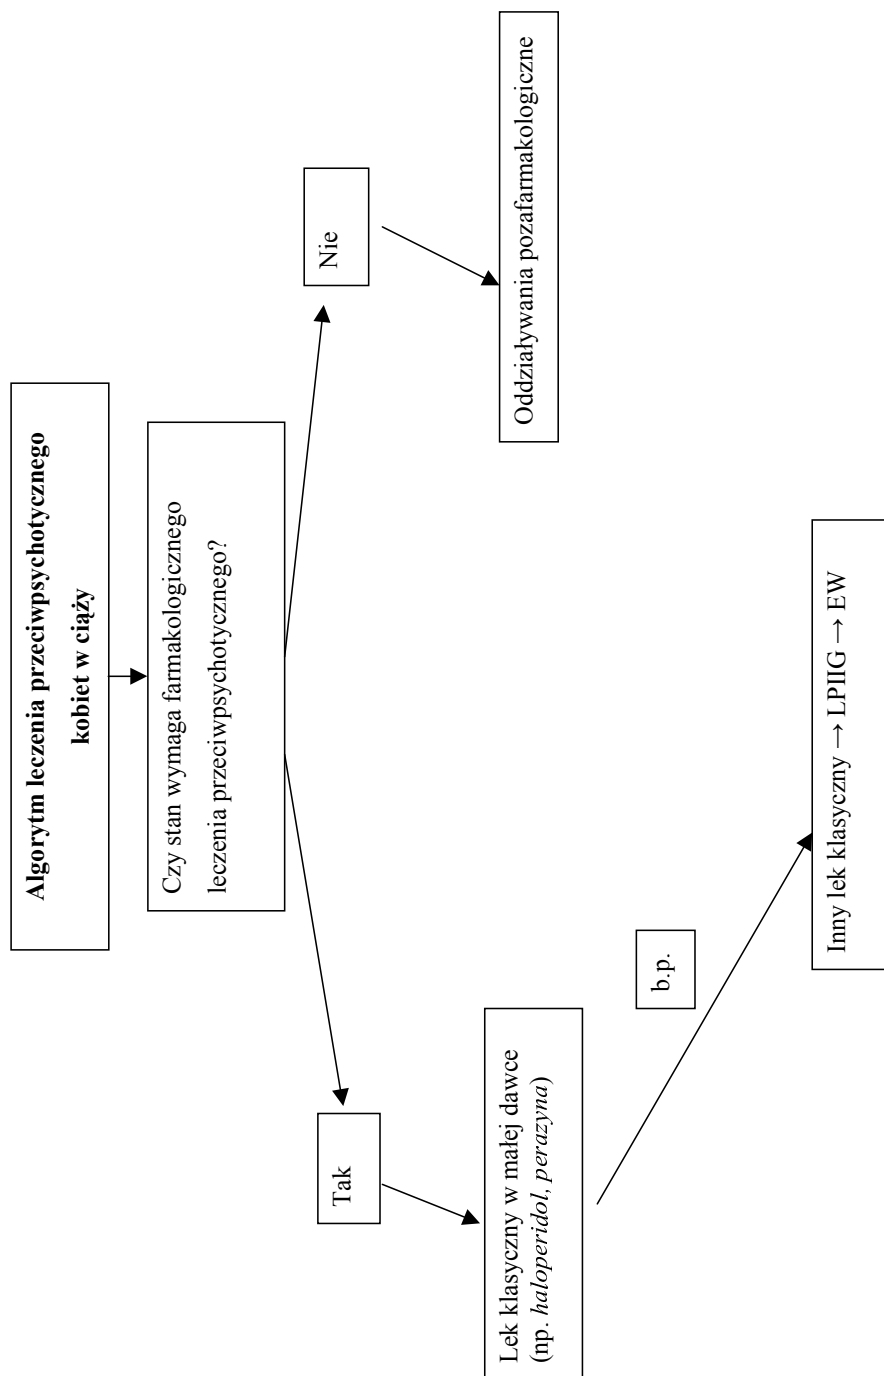 Algorytm leczenia przeciwpsychotycznego
kobiet w ciąży
Czy stan wymaga farmakologicznego
leczenia przeciwpsychotycznego?
Tak
Nie
Lek klasyczny w małej dawce
(np. haloperidol, perazyna)
Oddziaływania pozafarmakologiczne
b.p.
Inny lek klasyczny → LPIIG → EW